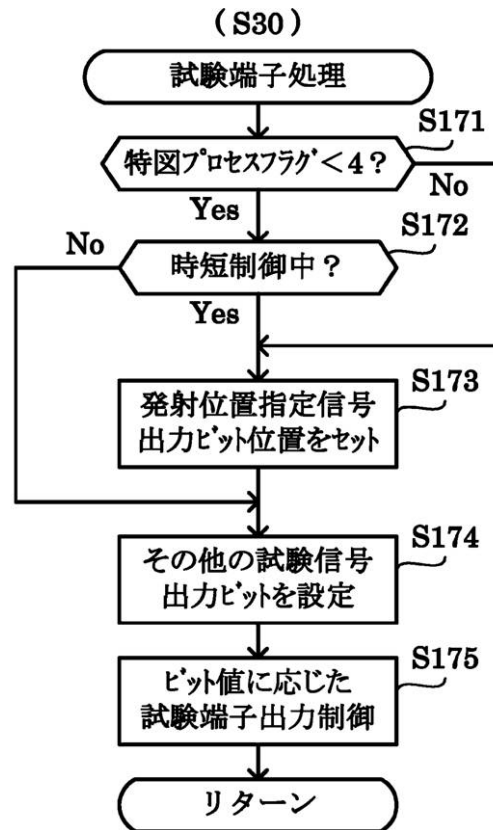 (S30)
試験端子処理
S171
特図プロセスフラグ<4?
No
Yes
S172
No
時短制御中?
Yes
S173
発射位置指定信号
出力ビット位置をセット
S174
その他の試験信号
出力ビットを設定
S175
ビット値に応じた
試験端子出力制御
リターン